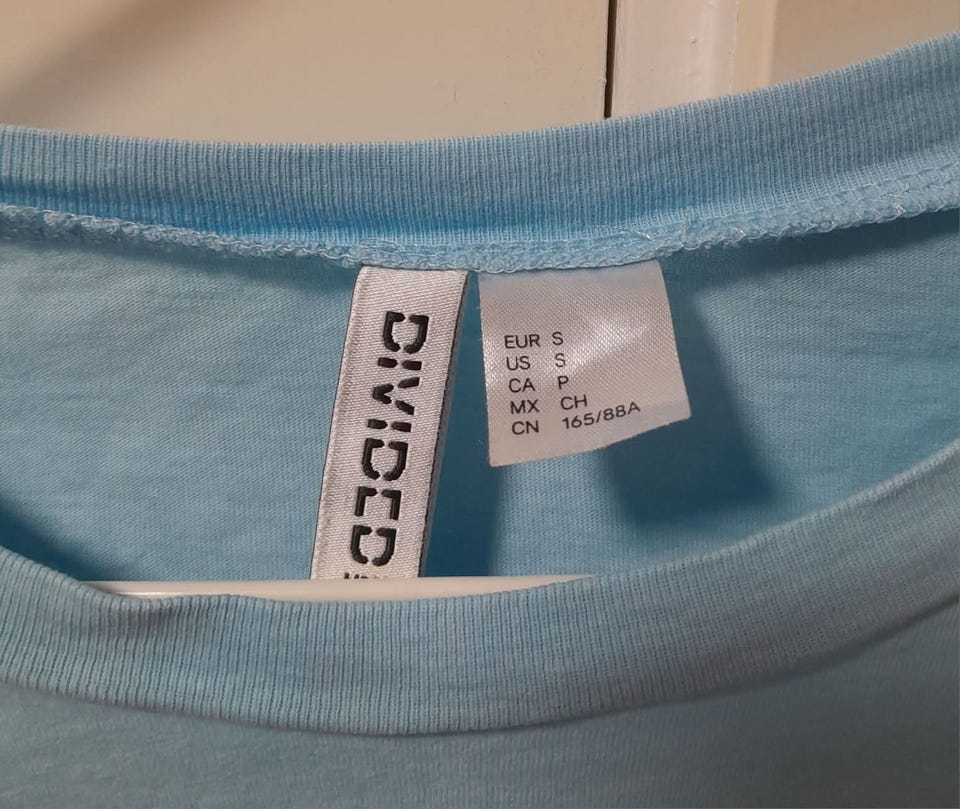 DIVIDED
EUR S
US S
CA P
MX CH
CN 165/88A